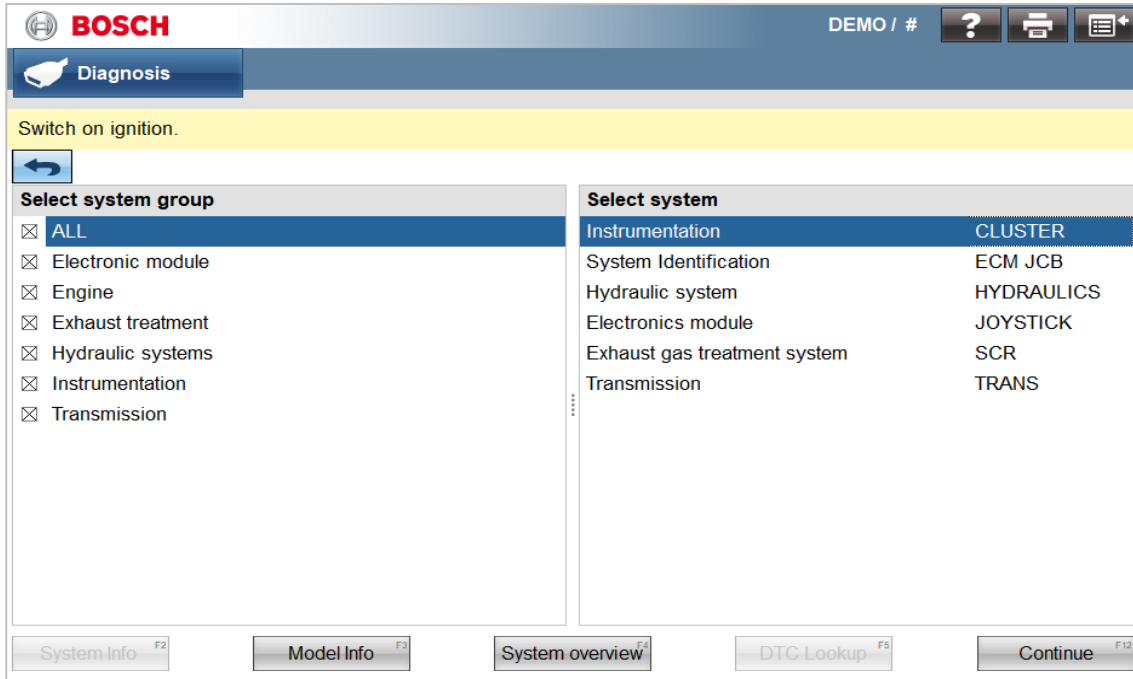 BOSCH DEMO / # ?
Diagnosis
Switch on ignition.
Select system group
ALL
Electronic module
Engine
Exhaust treatment
Hydraulic systems
Instrumentation
Transmission
Select system
Instrumentation CLUSTER
System Identification ECM JCB
Hydraulic system HYDRAULICS
Electronics module JOYSTICK
Exhaust gas treatment system SCR
Transmission TRANS
System Info F2 Model Info F3 System overview F4 DTC Lookup F5 Continue F12